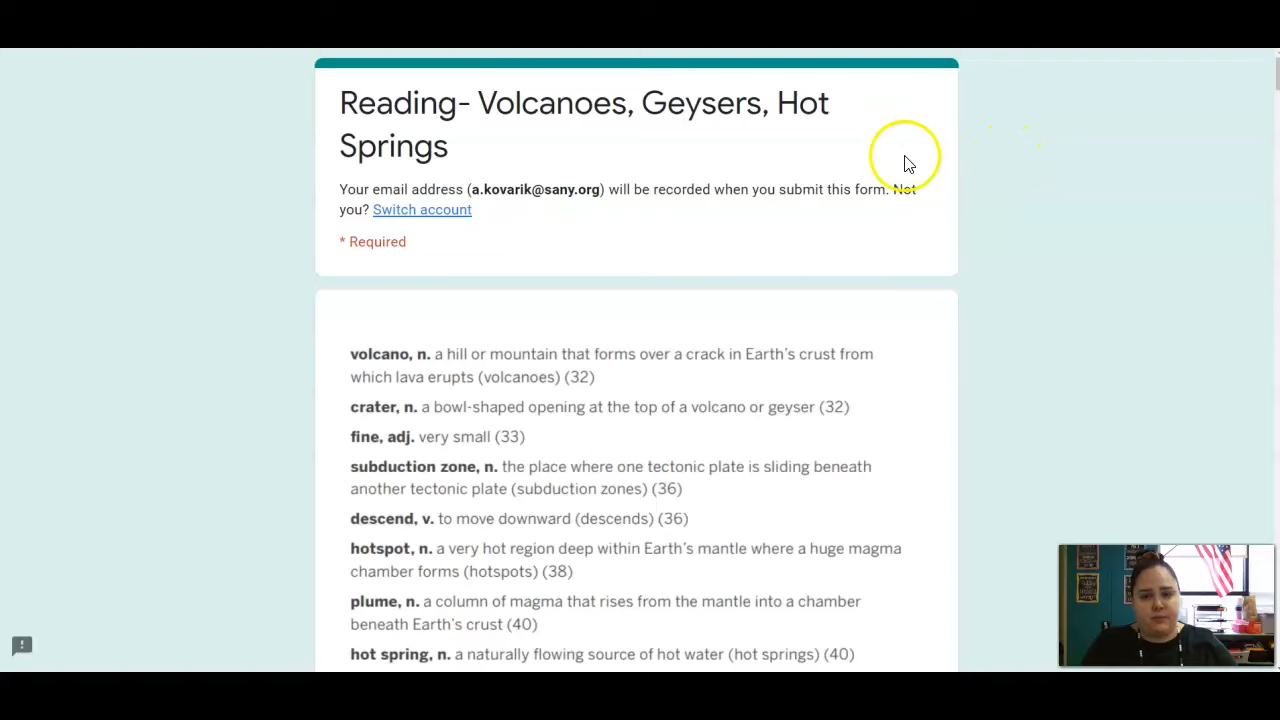 Reading- Volcanoes, Geysers, Hot
Springs
Your email address (a.kovarik@sany.org) will be recorded when you submit this form. Not
you? Switch account
* Required
volcano, n. a hill or mountain that forms over a crack in Earth's crust from
which lava erupts (volcanoes) (32)
crater, n. a bowl-shaped opening at the top of a volcano or geyser (32)
fine, adj. very small (33)
subduction zone, n. the place where one tectonic plate is sliding beneath
another tectonic plate (subduction zones) (36)
descend, v. to move downward (descends) (36)
hotspot, n. a very hot region deep within Earth's mantle where a huge magma
chamber forms (hotspots) (38)
plume, n. a column of magma that rises from the mantle into a chamber
beneath Earth's crust (40)
hot spring, n. a naturally flowing source of hot water (hot springs) (40)